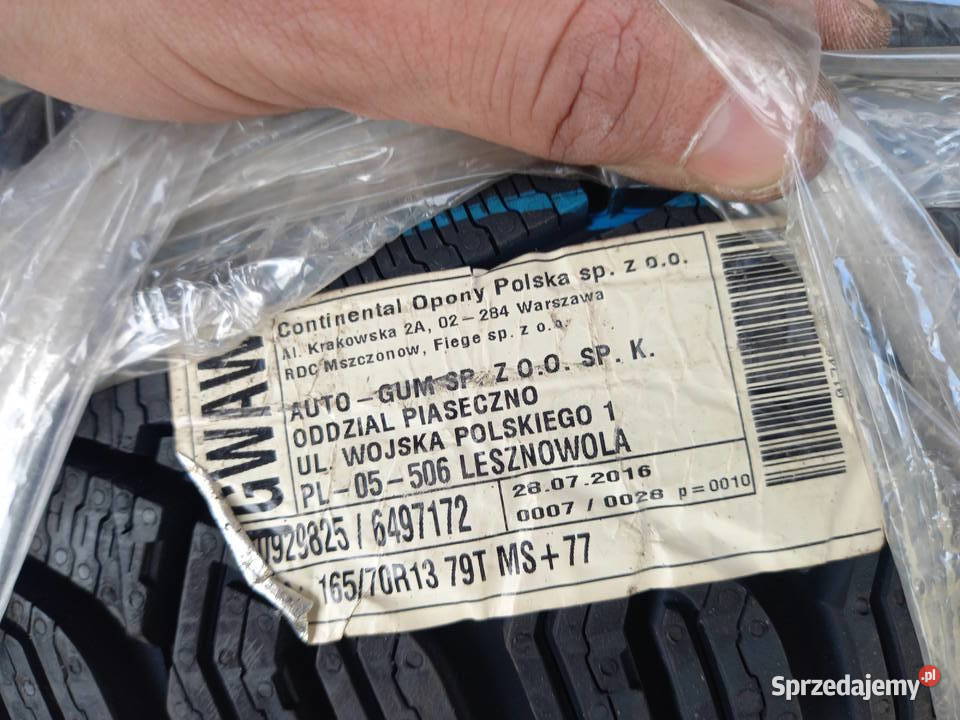 Continental Opony Polska sp. z o.o.
Al. Krakowska 2A, 02-284 Warszawa
RDC Mszczonow, Fiege sp. z o.o.
GWAW
AUTO-GUM SP. Z O.O. SP. K.
ODDZIAL PIASECZNO
UL. WOJSKA POLSKIEGO 1
PL-05-506 LESZNOWOLA
28.07.2016
0007 / 0028 p=0010
0929825 / 6497172
165/70R13 79T MS+77
Sprzedajemy.pl